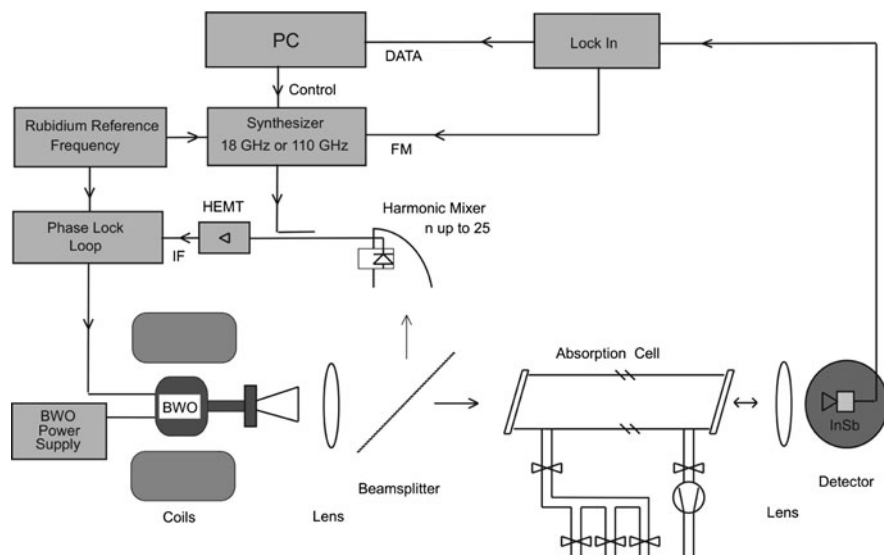 PC
DATA
Lock In
Control
Rubidium Reference
Frequency
Synthesizer
18 GHz or 110 GHz
FM
HEMT
Harmonic Mixer
n up to 25
Phase Lock
Loop
IF
BWO
BWO
Power
Supply
Coils
Lens
Beamsplitter
Absorption Cell
InSb
Detector
Lens